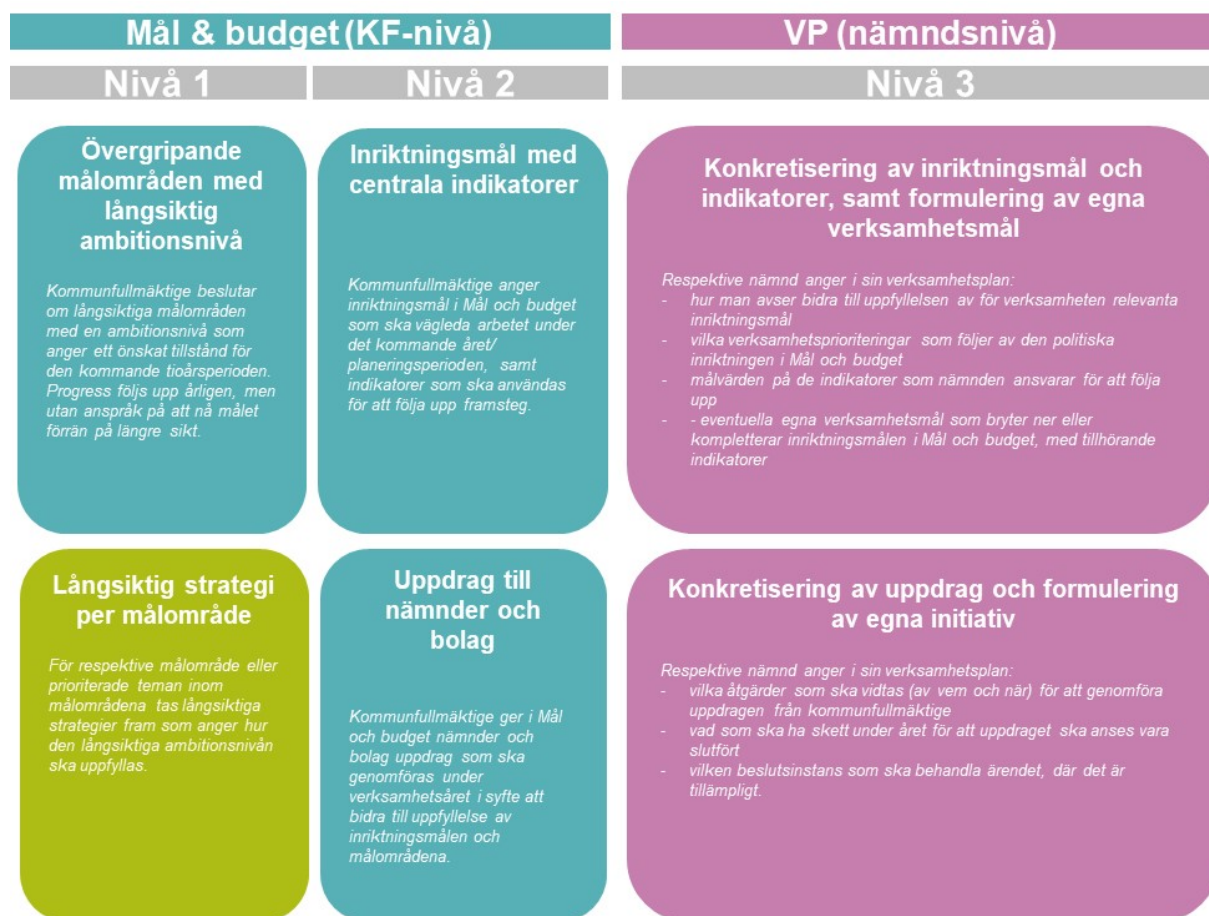 Mål & budget (KF-nivå)
VP (nämndsnivå)
Nivå 1
Nivå 2
Nivå 3
Övergripande
målområden med
långsiktig
ambitionsnivå
Kommunfullmäktige beslutar
om långsiktiga målområden
med en ambitionsnivå som
anger ett önskat tillstånd för
den kommande tioårsperioden.
Progress följs upp årligen, men
utan anspråk på att nå målet
förrän på längre sikt.
Inriktningsmål med
centrala indikatorer
Kommunfullmäktige anger
inriktningsmål i Mål och budget
som ska vägleda arbetet under
det kommande året/
planeringsperioden, samt
indikatorer som ska användas
för att följa upp framsteg.
Konkretisering av inriktningsmål och
indikatorer, samt formulering av egna
verksamhetsmål
Respektive nämnd anger i sin verksamhetsplan:
- hur man avser bidra till uppfyllelsen av för verksamheten relevanta
inriktningsmål
- vilka verksamhetsprioriteringar som följer av den politiska
inriktningen i Mål och budget
- målvärden på de indikatorer som nämnden ansvarar för att följa
upp
- - eventuella egna verksamhetsmål som bryter ner eller
kompletterar inriktningsmålen i Mål och budget, med tillhörande
indikatorer
Långsiktig strategi
per målområde
För respektive målområde eller
prioriterade teman inom
målområdena tas långsiktiga
strategier fram som anger hur
den långsiktiga ambitionsnivån
ska uppfyllas.
Uppdrag till
nämnder och
bolag
Kommunfullmäktige ger i Mål
och budget nämnder och
bolag uppdrag som ska
genomföras under
verksamhetsåret i syfte att
bidra till uppfyllelse av
inriktningsmålen och
målområdena.
Konkretisering av uppdrag och formulering
av egna initiativ
Respektive nämnd anger i sin verksamhetsplan:
- vilka åtgärder som ska vidtas (av vem och när) för att genomföra
uppdragen från kommunfullmäktige
- vad som ska ha skett under året för att uppdraget ska anses vara
slutfört
- vilken beslutsinstans som ska behandla ärendet, där det är
tillämpligt.